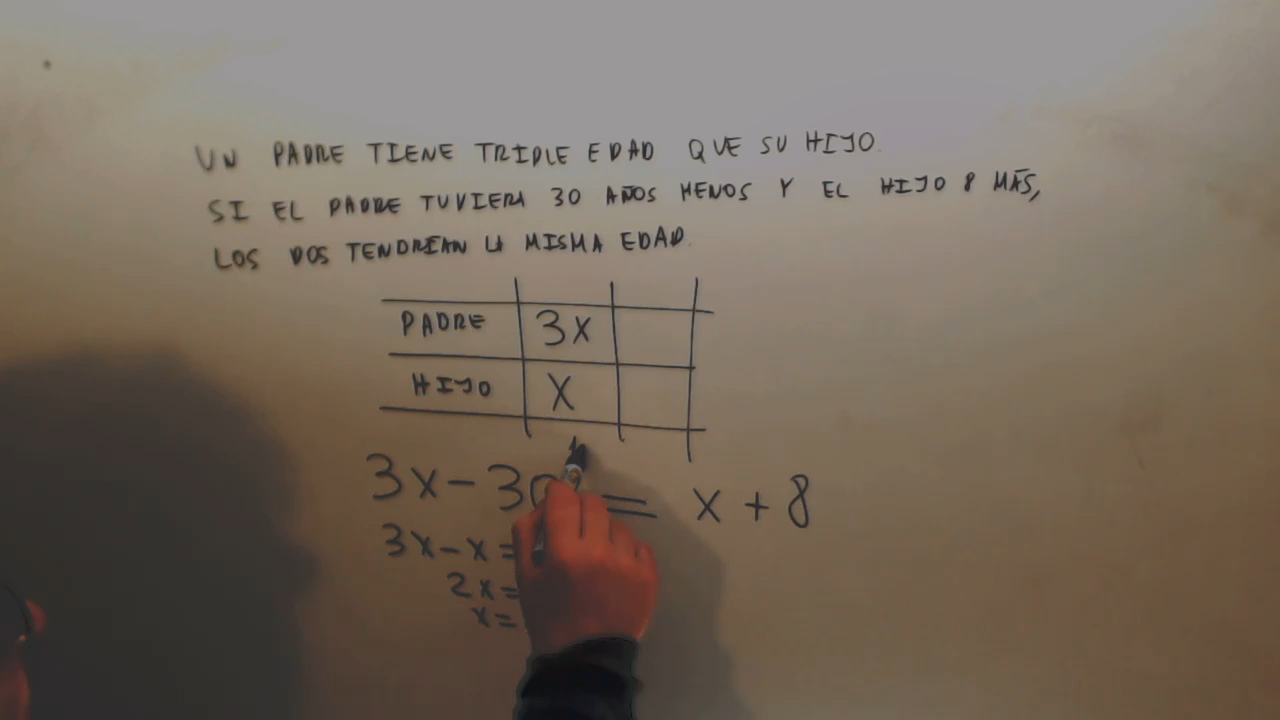 UN PADRE TIENE TRIPLE EDAD QUE SU HIJO.
SI EL PADRE TUVIERA 30 AÑOS MENOS Y EL HIJO 8 MÁS,
LOS DOS TENDRÍAN LA MISMA EDAD.
PADRE 3x
HIJO X
3x-30 = x+8
3x-x=
2x=
x=